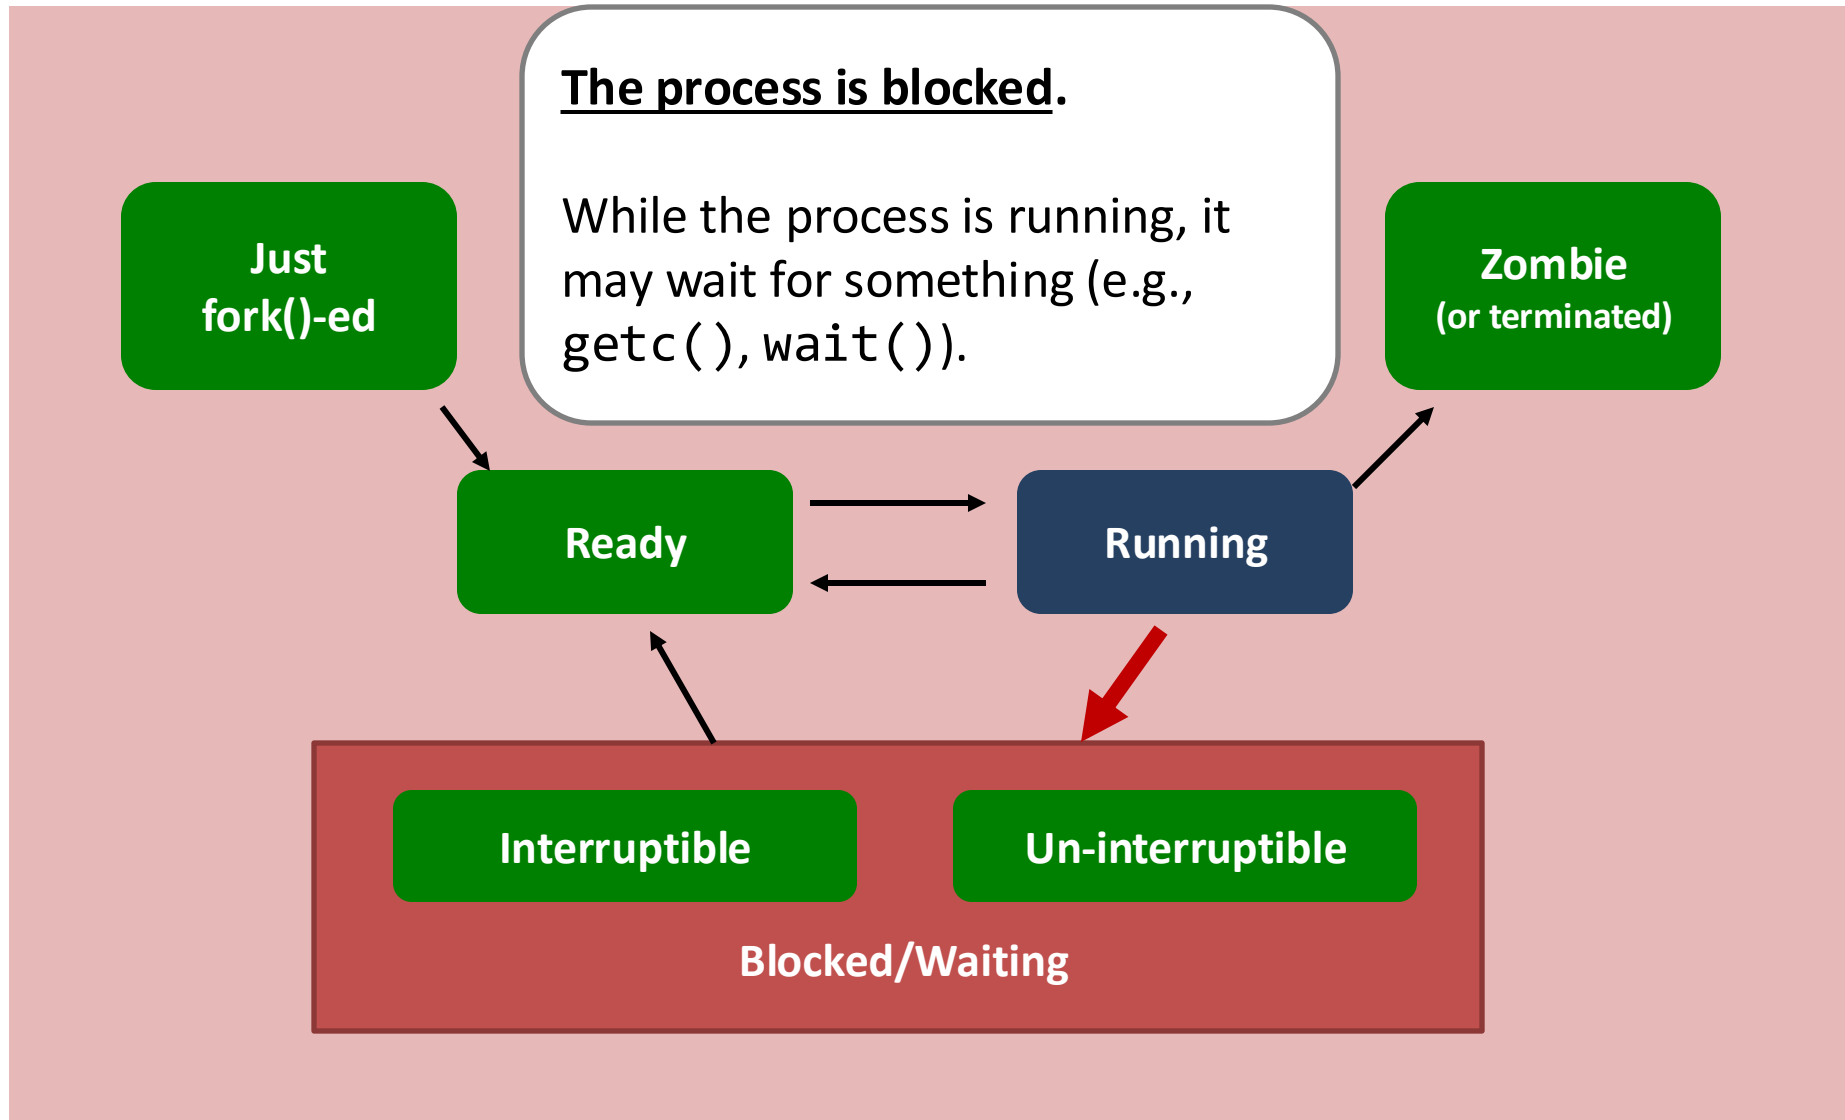 The process is blocked.
While the process is running, it
may wait for something (e.g.,
getc(), wait()).
Just
fork()-ed
Zombie
(or terminated)
Ready
Running
Interruptible
Un-interruptible
Blocked/Waiting